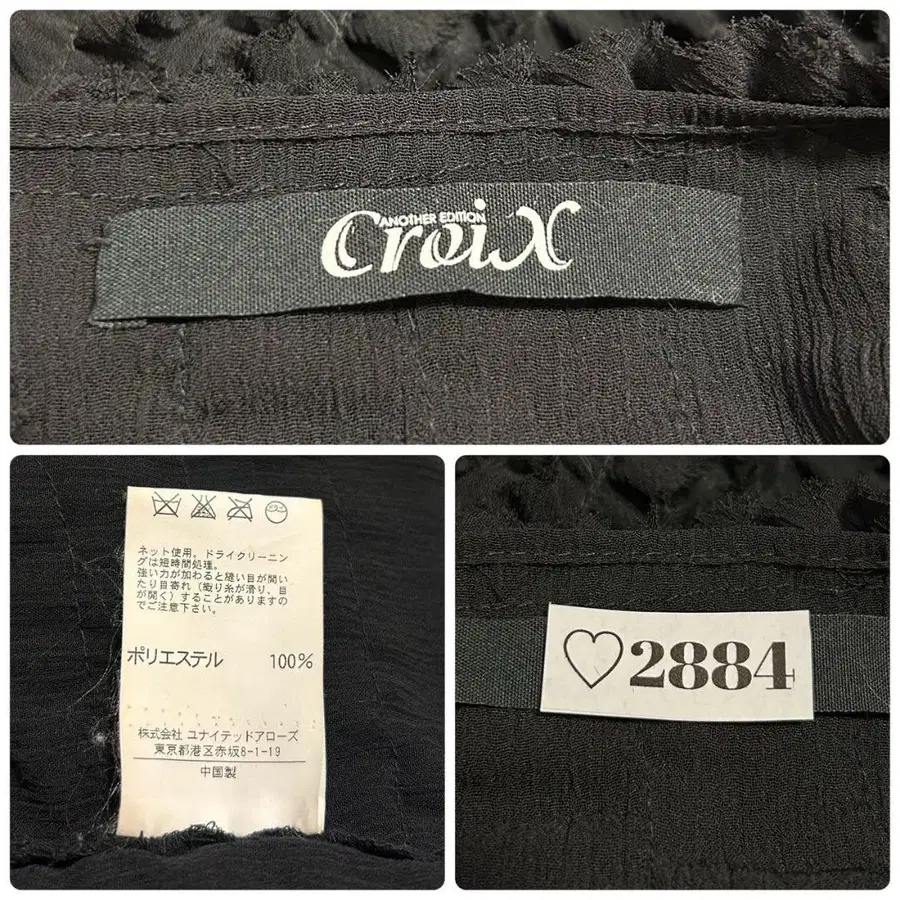 ANOTHER EDITION
CroiX
ネット使用。ドライクリーニン
グは短時間処理。
強い力が加わると縫い目が開い
たり目寄れ（織り糸が滑り、目
が開く）することがありますの
でご注意下さい。
ポリエステル 100%
株会社 ユナイテッドアローズ
東京都港区赤坂8-1-19
中国製
♡2884